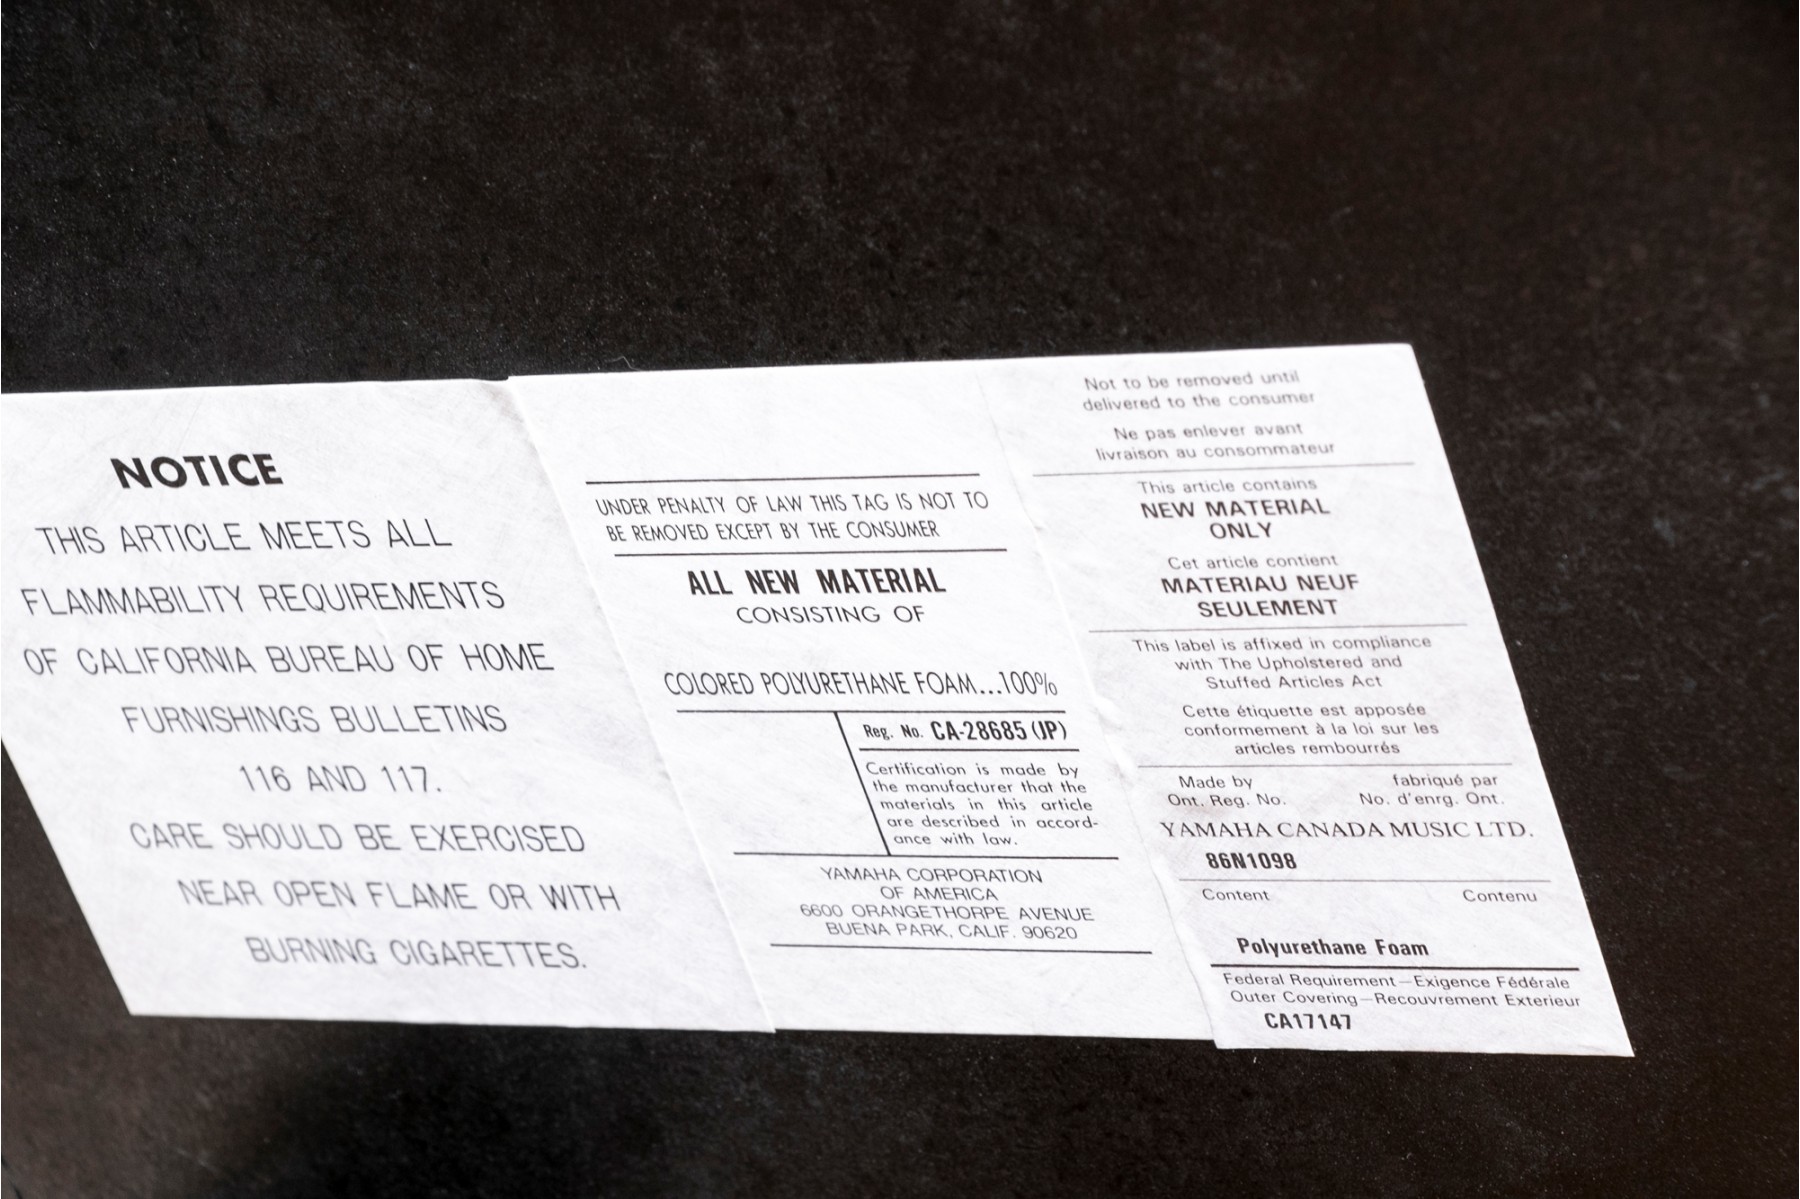 NOTICE
THIS ARTICLE MEETS ALL
FLAMMABILITY REQUIREMENTS
OF CALIFORNIA BUREAU OF HOME
FURNISHINGS BULLETINS
116 AND 117.
CARE SHOULD BE EXERCISED
NEAR OPEN FLAME OR WITH
BURNING CIGARETTES.
UNDER PENALTY OF LAW THIS TAG IS NOT TO
BE REMOVED EXCEPT BY THE CONSUMER
ALL NEW MATERIAL
CONSISTING OF
COLORED POLYURETHANE FOAM...100%
Reg. No. CA-28685 (JP)
Certification is made by
the manufacturer that the
materials in this article
are described in accord-
ance with law.
YAMAHA CORPORATION
OF AMERICA
6600 ORANGETHORPE AVENUE
BUENA PARK, CALIF. 90620
Not to be removed until
delivered to the consumer
Ne pas enlever avant
livraison au consommateur
This article contains
NEW MATERIAL
ONLY
Cet article contient
MATERIAU NEUF
SEULEMENT
This label is affixed in compliance
with The Upholstered and
Stuffed Articles Act
Cette étiquette est apposée
conformement à la loi sur les
articles rembourrés
Made by fabriqué par
Ont. Reg. No. No. d'enrg. Ont.
YAMAHA CANADA MUSIC LTD.
86N1098
Content Contenu
Polyurethane Foam
Federal Requirement—Exigence Fédérale
Outer Covering—Recouvrement Exterieur
CA17147